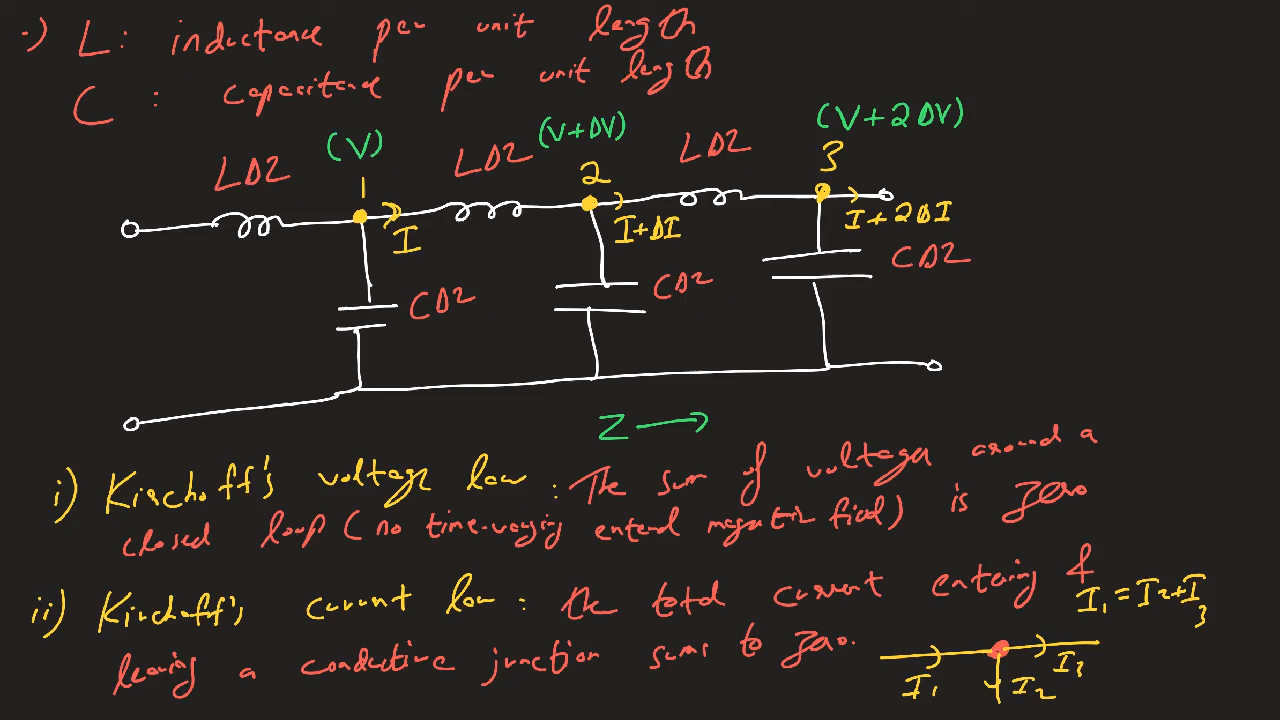 ·) L: inductance per unit length
C : capacitance per unit length
(V) (V+ΔV) (V+2ΔV)
LΔz LΔz LΔz
1 2 3
I I+ΔI I+2ΔI
CΔz CΔz CΔz
Z →
i) Kirchoff's voltage law : The sum of voltages around a
closed loop (no time-varying external magnetic field) is zero
ii) Kirchoff's current law : the total current entering &
leaving a conductive junction sums to zero.
I₁ = I₂+I₃
I₁ I₂ I₃